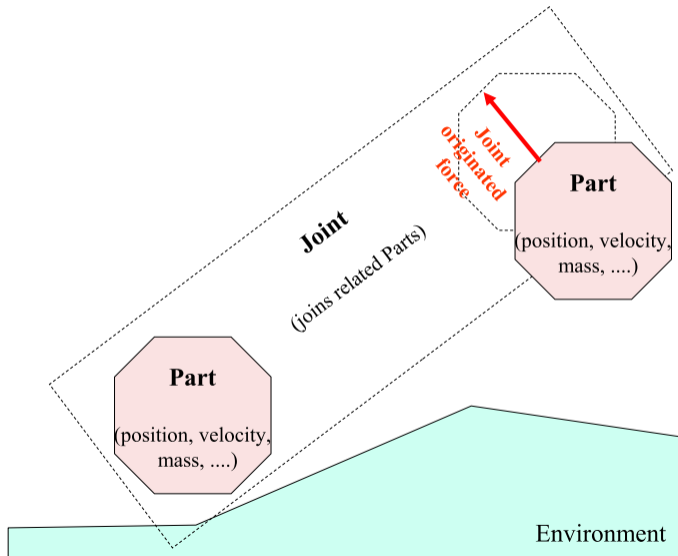 Joint
originated
force
Part
(position, velocity,
mass, ....)
Joint
(joins related Parts)
Part
(position, velocity,
mass, ....)
Environment